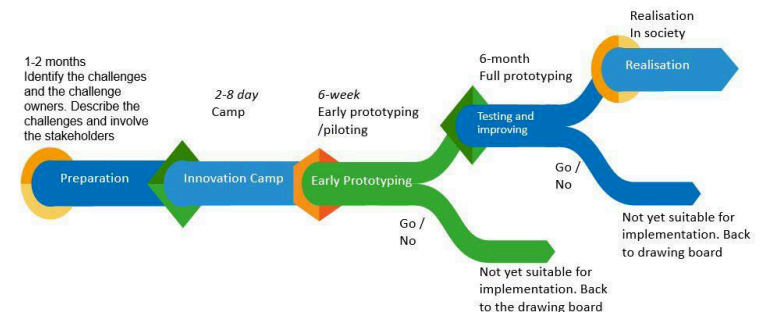 1-2 months
Identify the challenges
and the challenge
owners. Describe the
challenges and involve
the stakeholders
Preparation
2-8 day
Camp
Innovation Camp
6-week
Early prototyping
/piloting
Early Prototyping
Go /
No
Not yet suitable for
implementation. Back
to the drawing board
6-month
Full prototyping
Testing and
improving
Go /
No
Not yet suitable for
implementation. Back
to drawing board
Realisation
In society
Realisation